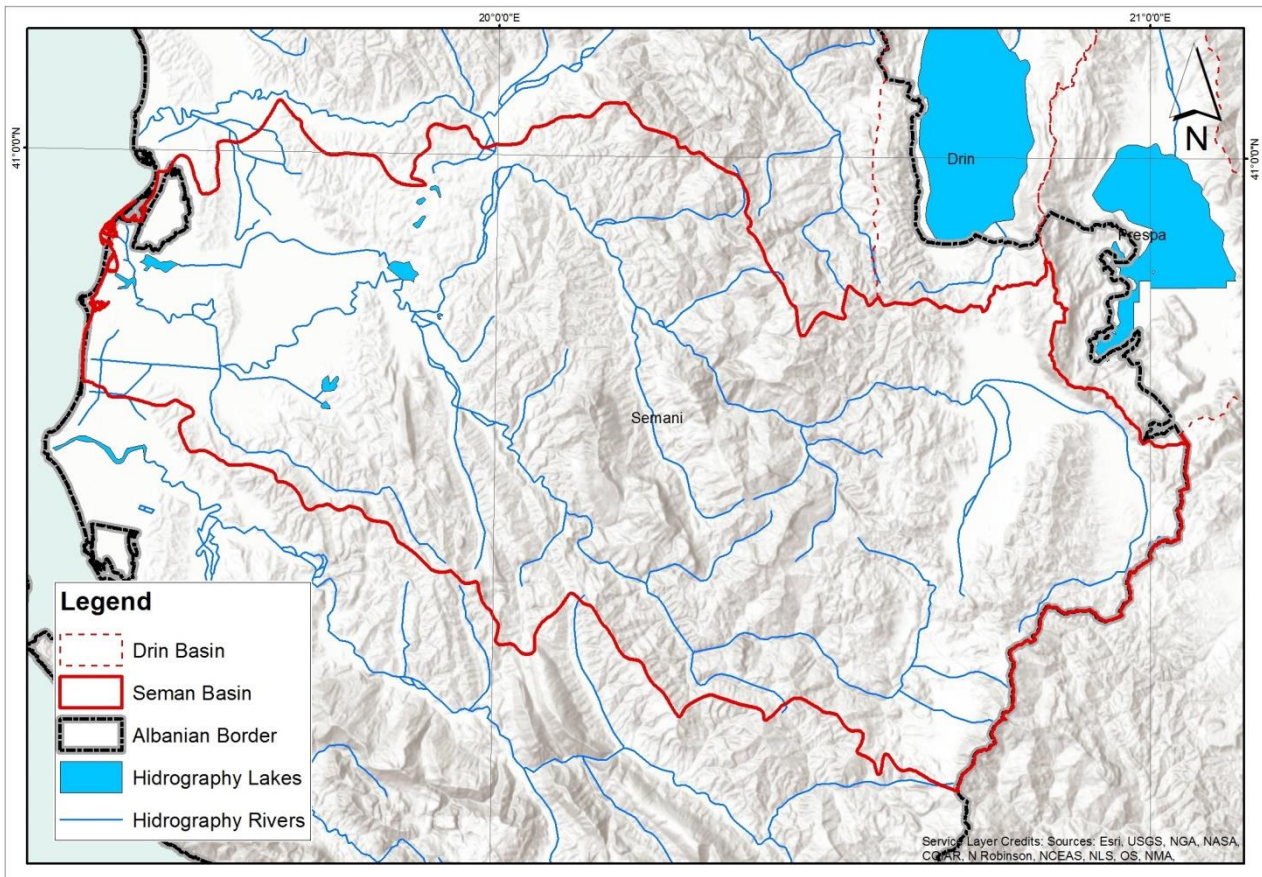 20°0'0"E
21°0'0"E
41°0'0"N
41°0'0"N
N
Drin
Prespa
Semani
Legend
Drin Basin
Seman Basin
Albanian Border
Hidrography Lakes
Hidrography Rivers
Service Layer Credits: Sources: Esri, USGS, NGA, NASA,
CGIAR, N Robinson, NCEAS, NLS, OS, NMA,